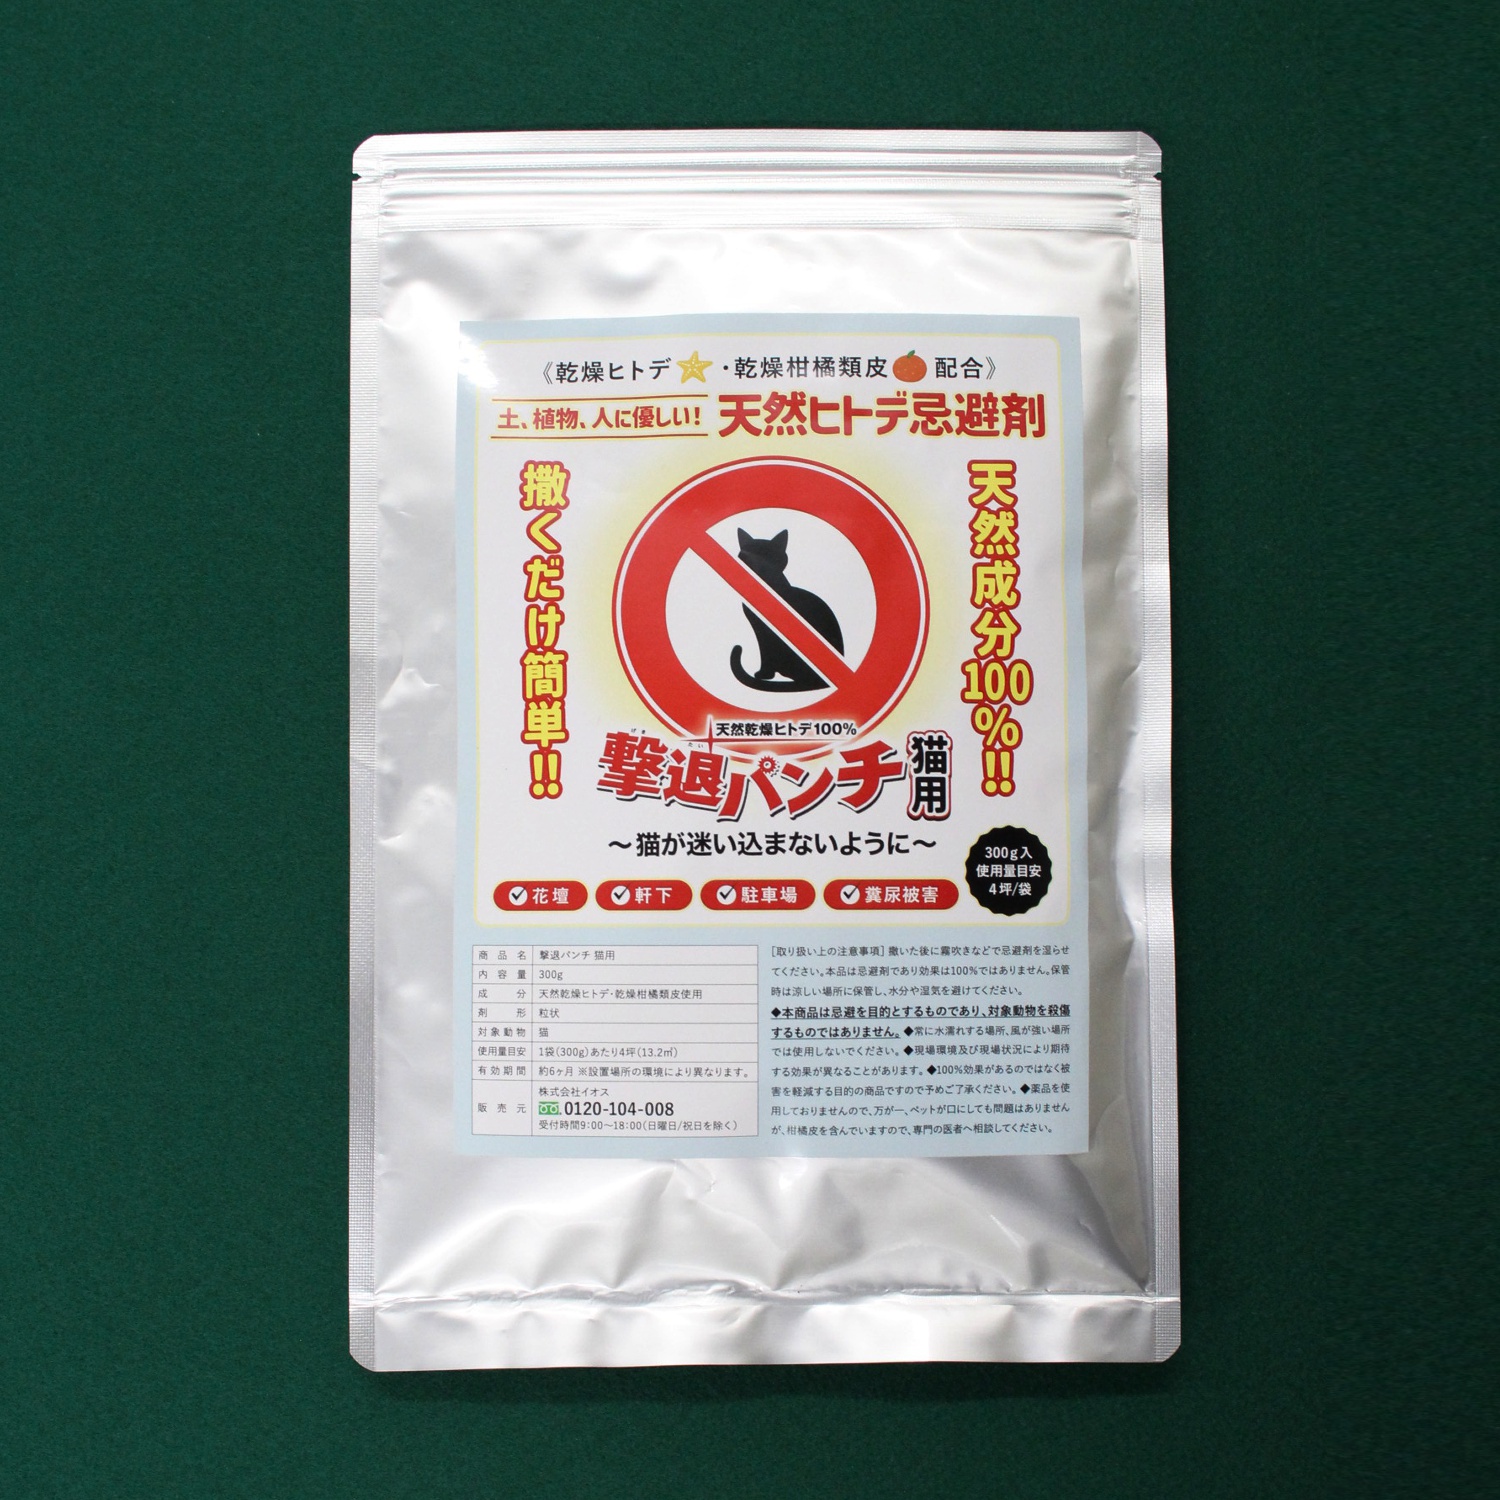 《乾燥ヒトデ・乾燥柑橘類皮配合》
土、植物、人に優しい!
天然ヒトデ忌避剤
撒くだけ簡単!!
天然成分100%!!
天然乾燥ヒトデ100%
げき たい
撃退パンチ
猫用
～猫が迷い込まないように～
花壇
軒下
駐車場
糞尿被害
300g入
使用量目安
4坪/袋
商品名 撃退パンチ 猫用
内容量 300g
成分 天然乾燥ヒトデ・乾燥柑橘類皮使用
剤形 粒状
対象動物 猫
使用量目安 1袋(300g)あたり4坪(13.2㎡)
有効期間 約6ヶ月 ※設置場所の環境により異なります。
販売元 株式会社イオス
0120-104-008
受付時間9:00～18:00(日曜日/祝日を除く)
[取り扱い上の注意事項] 撒いた後に霧吹きなどで忌避剤を湿らせ
てください。本品は忌避剤であり効果は100%ではありません。保管
時は涼しい場所に保管し、水分や湿気を避けてください。
◆本商品は忌避を目的とするものであり、対象動物を殺傷
するものではありません。◆常に水濡れする場所、風が強い場所
では使用しないでください。◆現場環境及び現場状況により期待
する効果が異なることがあります。◆100%効果があるのではなく被
害を軽減する目的の商品ですので予めご了承ください。◆薬品を使
用しておりませんので、万が一、ペットが口にしても問題はありません
が、柑橘皮を含んでいますので、専門の医者へ相談してください。